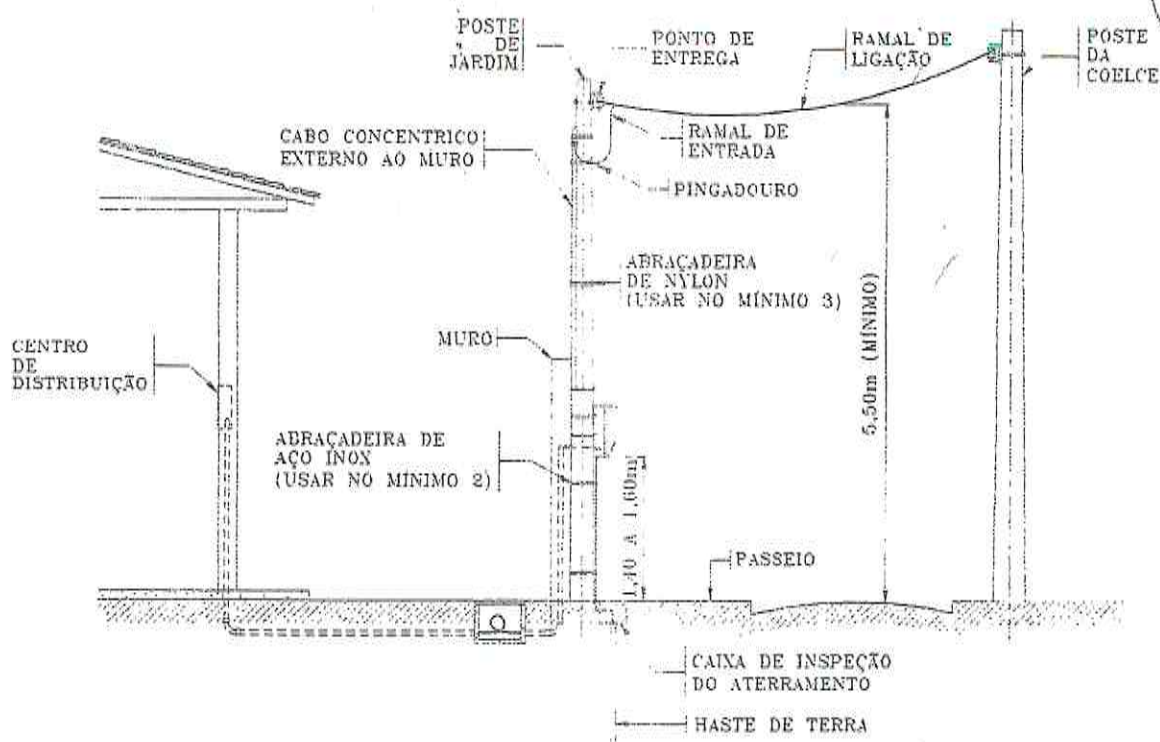 POSTE
DE
JARDIM
PONTO DE
ENTREGA
RAMAL DE
LIGAÇÃO
POSTE
DA
COELCE
CABO CONCENTRICO
EXTERNO AO MURO
RAMAL DE
ENTRADA
PINGADOURO
ABRAÇADEIRA
DE NYLON
(USAR NO MÍNIMO 3)
5,50m (MÍNIMO)
MURO
CENTRO
DE
DISTRIBUIÇÃO
ABRAÇADEIRA DE
AÇO INOX
(USAR NO MÍNIMO 2)
1,40 A 1,60m
PASSEIO
CAIXA DE INSPEÇÃO
DO ATERRAMENTO
HASTE DE TERRA